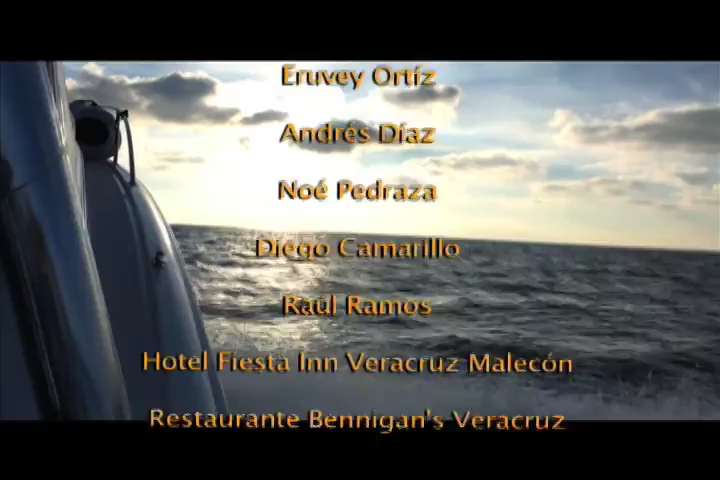 Eruvey Ortíz
Andrés Díaz
Noé Pedraza
Diego Camarillo
Raúl Ramos
Hotel Fiesta Inn Veracruz Malecón
Restaurante Bennigan's Veracruz